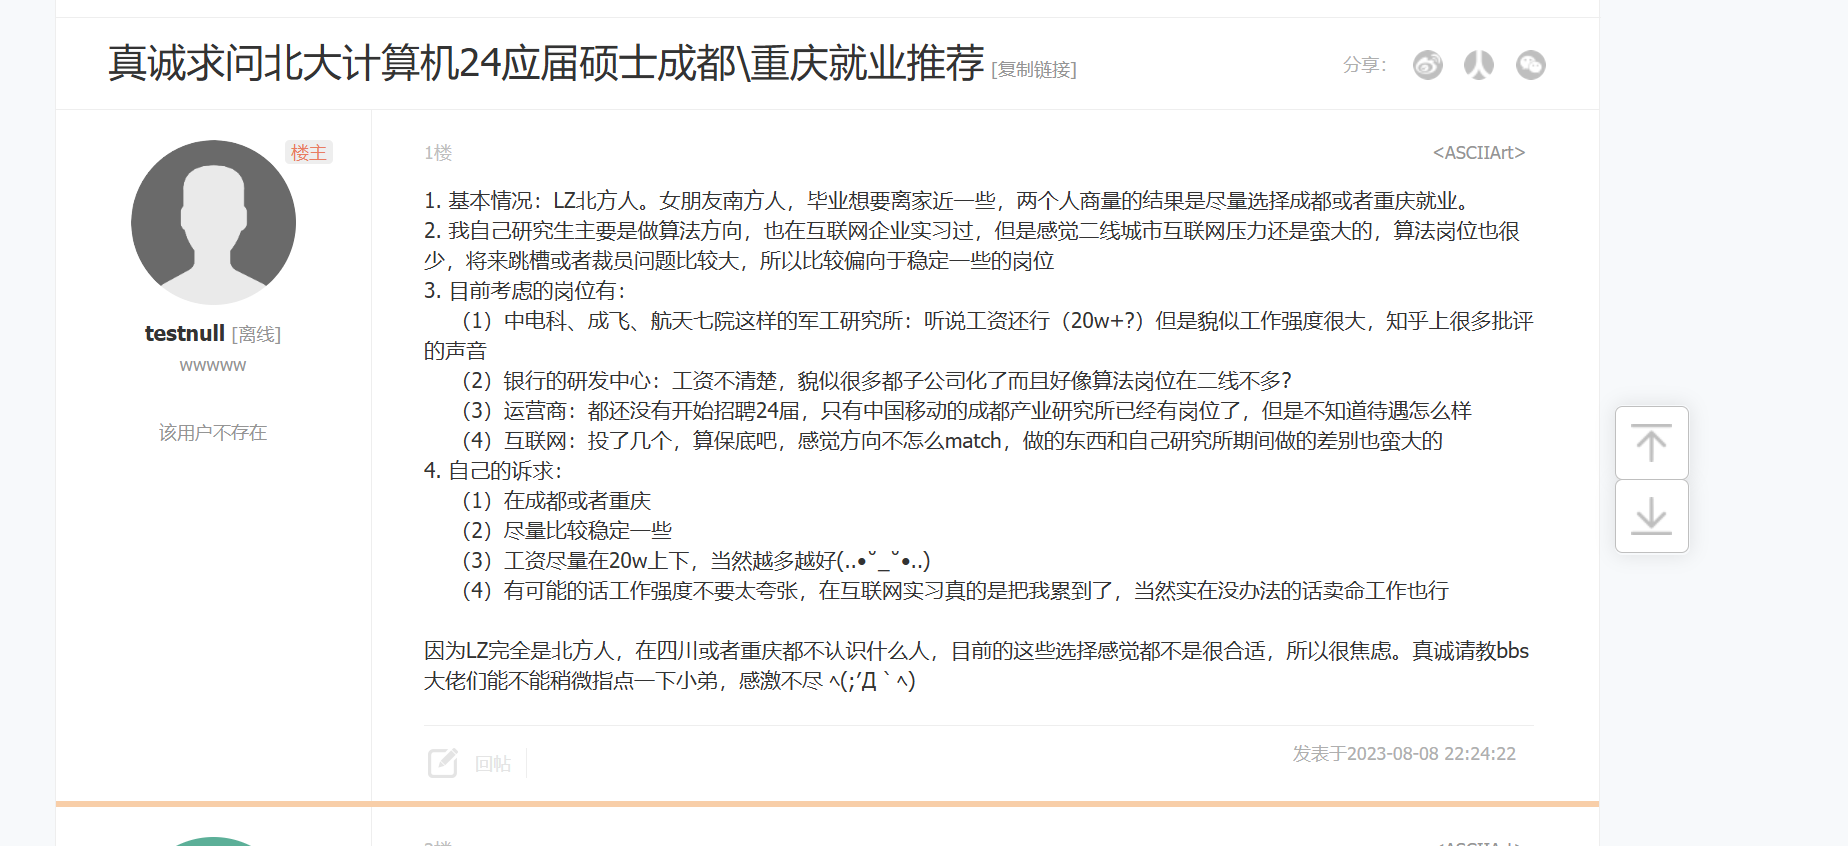 真诚求问北大计算机24应届硕士成都\重庆就业推荐 [复制链接]
分享：
楼主
1楼
<ASCIIArt>
1. 基本情况：LZ北方人。女朋友南方人，毕业想要离家近一些，两个人商量的结果是尽量选择成都或者重庆就业。
2. 我自己研究生主要是做算法方向，也在互联网企业实习过，但是感觉二线城市互联网压力还是蛮大的，算法岗位也很
少，将来跳槽或者裁员问题比较大，所以比较偏向于稳定一些的岗位
3. 目前考虑的岗位有：
（1）中电科、成飞、航天七院这样的军工研究所：听说工资还行（20w+?）但是貌似工作强度很大，知乎上很多批评
的声音
（2）银行的研发中心：工资不清楚，貌似很多都子公司化了而且好像算法岗位在二线不多？
（3）运营商：都还没有开始招聘24届，只有中国移动的成都产业研究所已经有岗位了，但是不知道待遇怎么样
（4）互联网：投了几个，算保底吧，感觉方向不怎么match，做的东西和自己研究所期间做的差别也蛮大的
4. 自己的诉求：
（1）在成都或者重庆
（2）尽量比较稳定一些
（3）工资尽量在20w上下，当然越多越好(..•˘_˘•..)
（4）有可能的话工作强度不要太夸张，在互联网实习真的是把我累到了，当然实在没办法的话卖命工作也行
因为LZ完全是北方人，在四川或者重庆都不认识什么人，目前的这些选择感觉都不是很合适，所以很焦虑。真诚请教bbs
大佬们能不能稍微指点一下小弟，感激不尽 ^(;′Д｀^)
testnull [离线]
wwwww
该用户不存在
回帖
发表于2023-08-08 22:24:22